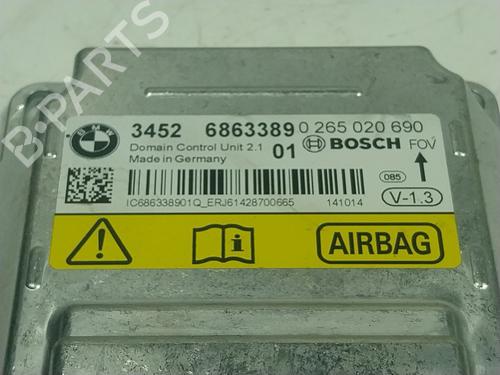 B-PARTS
BMW
3452 6863389 0 265 020 690
Domain Control Unit 2.1 01 BOSCH FOV
Made in Germany
085
V-1.3
IC686338901Q_ERJ61428700665 141014
AIRBAG